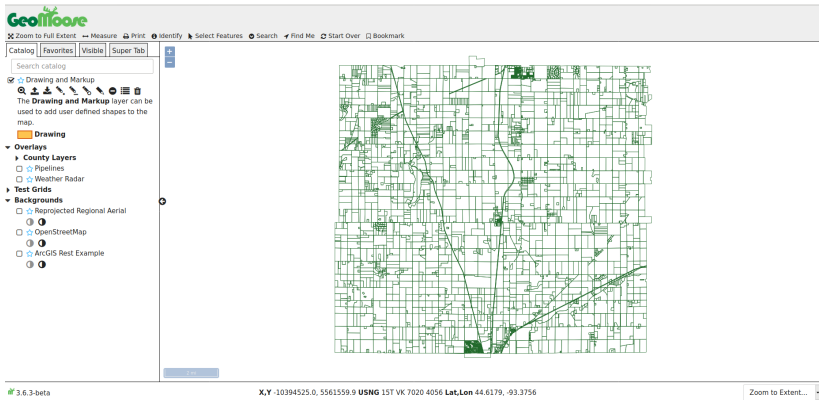 GeoMoose
Zoom to Full Extent Measure Print Identify Select Features Search Find Me Start Over Bookmark
Catalog Favorites Visible Super Tab
Search catalog
Drawing and Markup
The Drawing and Markup layer can be
used to add user defined shapes to the
map.
Drawing
Overlays
County Layers
Pipelines
Weather Radar
Test Grids
Backgrounds
Reprojected Regional Aerial
OpenStreetMap
ArcGIS Rest Example
3.6.3-beta
X,Y -10394525.0, 5561559.9 USNG 15T VK 7020 4056 Lat,Lon 44.6179, -93.3756
Zoom to Extent...